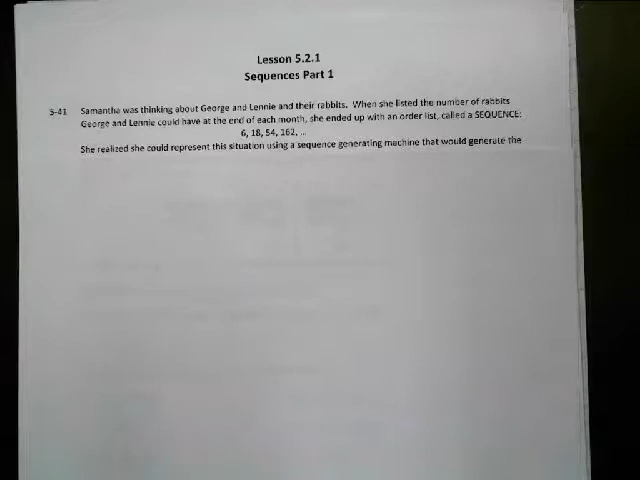 Lesson 5.2.1
Sequences Part 1
5-41 Samantha was thinking about George and Lennie and their rabbits. When she listed the number of rabbits
George and Lennie could have at the end of each month, she ended up with an order list, called a SEQUENCE:
6, 18, 54, 162, ...
She realized she could represent this situation using a sequence generating machine that would generate the